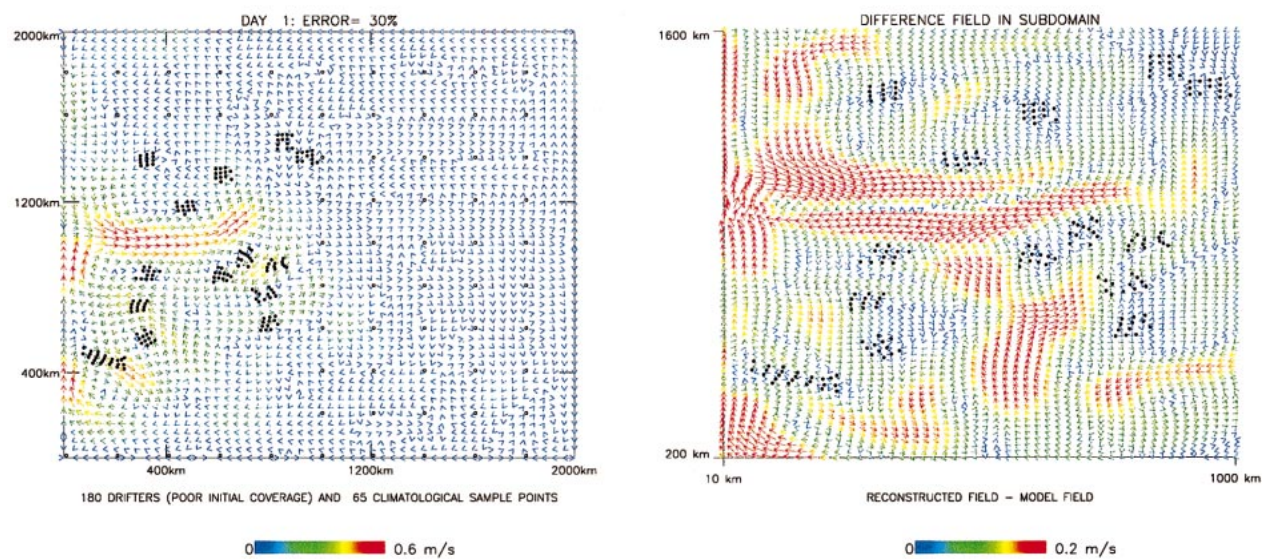 DAY 1: ERROR= 30%
2000km
1200km
400km
400km
1200km
2000km
180 DRIFTERS (POOR INITIAL COVERAGE) AND 65 CLIMATOLOGICAL SAMPLE POINTS
0
0.6 m/s
DIFFERENCE FIELD IN SUBDOMAIN
1600 km
200 km
10 km
1000 km
RECONSTRUCTED FIELD - MODEL FIELD
0
0.2 m/s